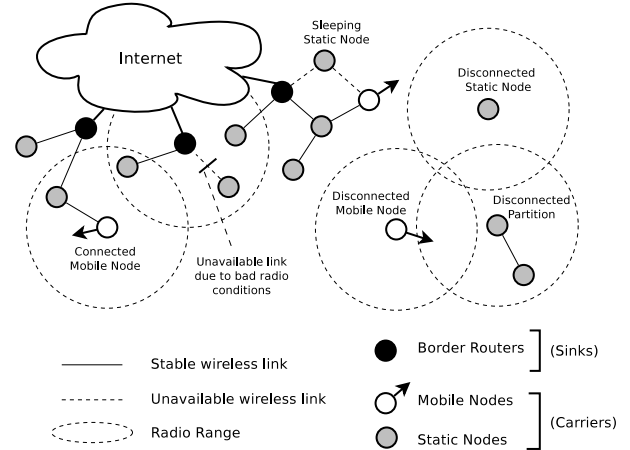 Internet
Sleeping
Static Node
Disconnected
Static Node
Disconnected
Mobile Node
Disconnected
Partition
Connected
Mobile Node
Unavailable link
due to bad radio
conditions
Stable wireless link
Unavailable wireless link
Radio Range
Border Routers
(Sinks)
Mobile Nodes
(Carriers)
Static Nodes